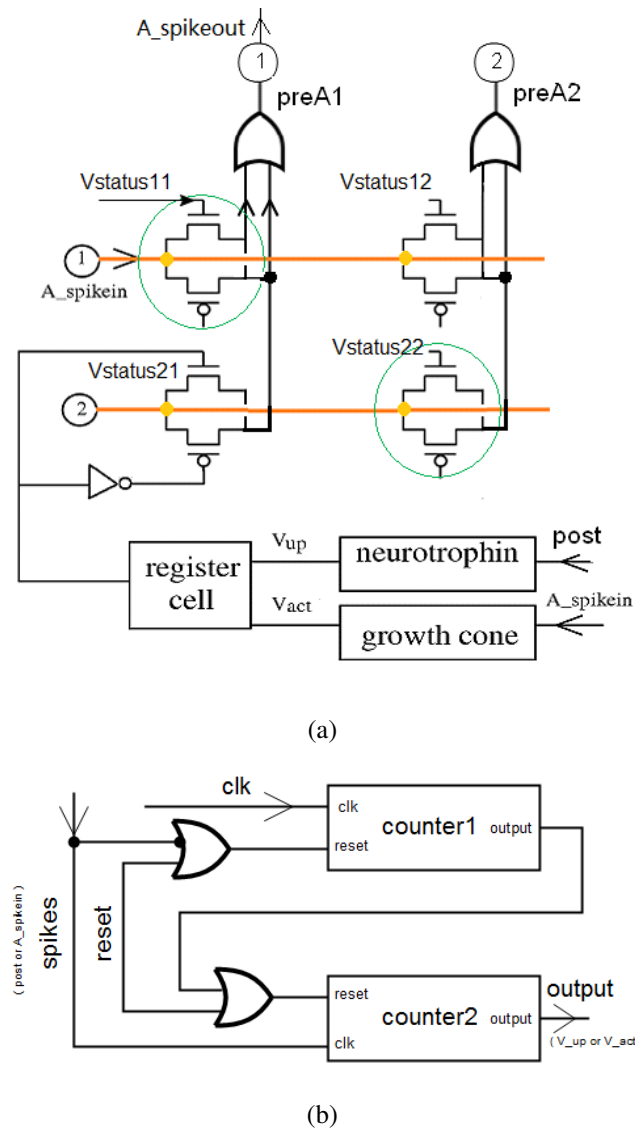 A_spikeout
1
2
preA1
preA2
Vstatus11
Vstatus12
1
A_spikein
Vstatus21
Vstatus22
2
register cell
Vup
neurotrophin
post
Vact
growth cone
A_spikein
(a)
clk
clk
counter1
output
reset
spikes
( post or A_spkein )
reset
reset
counter2
output
output
clk
( V_up or V_act
(b)